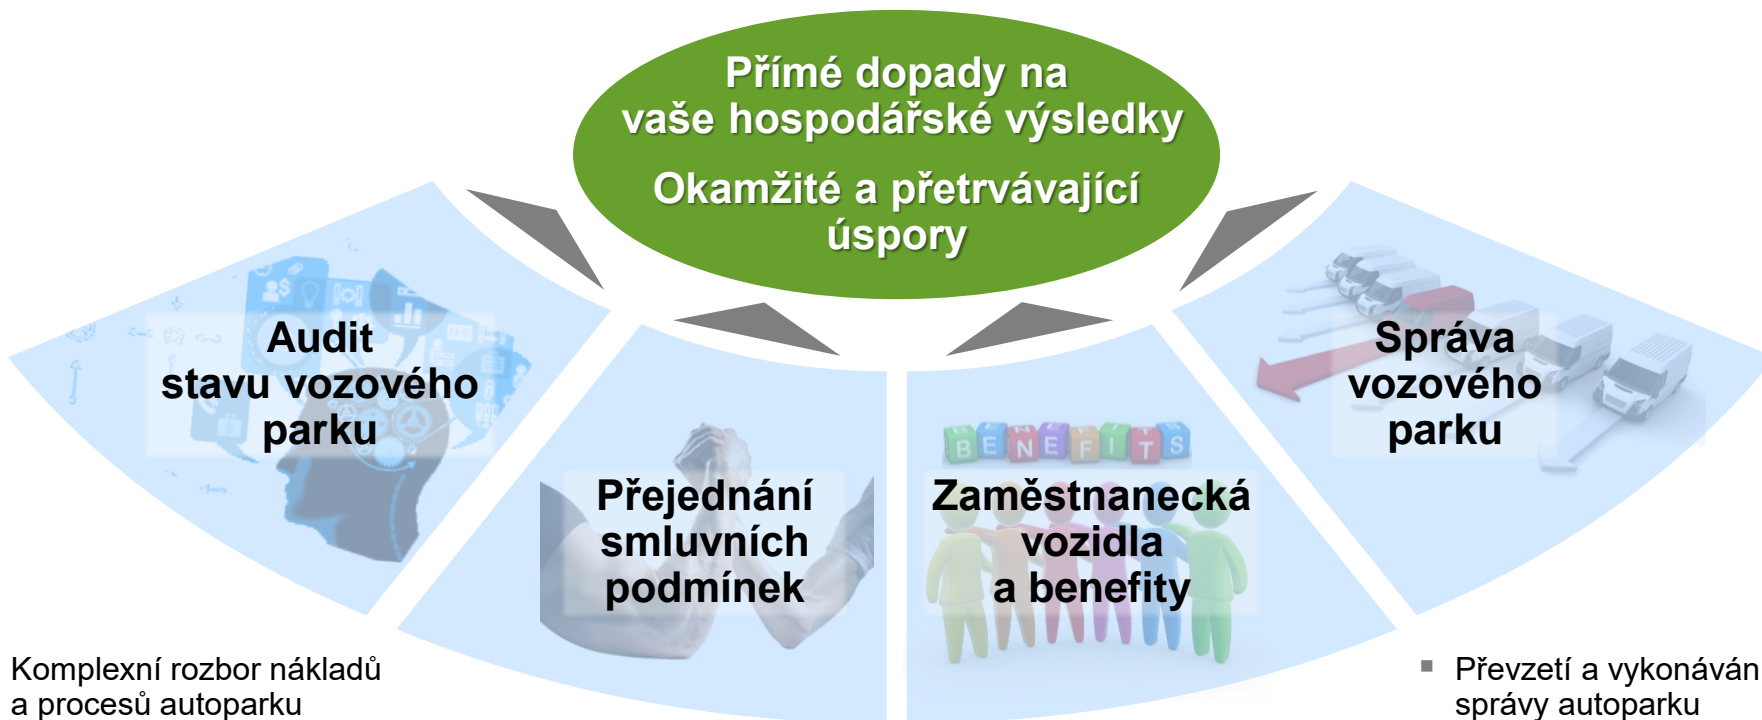 Přímé dopady na
vaše hospodářské výsledky
Okamžité a přetrvávající
úspory
Audit
stavu vozového
parku
Přejednání
smluvních
podmínek
BENEFITS
Zaměstnanecká
vozidla
a benefity
Správa
vozového
parku
Komplexní rozbor nákladů
a procesů autoparku
▪ Převzetí a vykonáván
správy autoparku